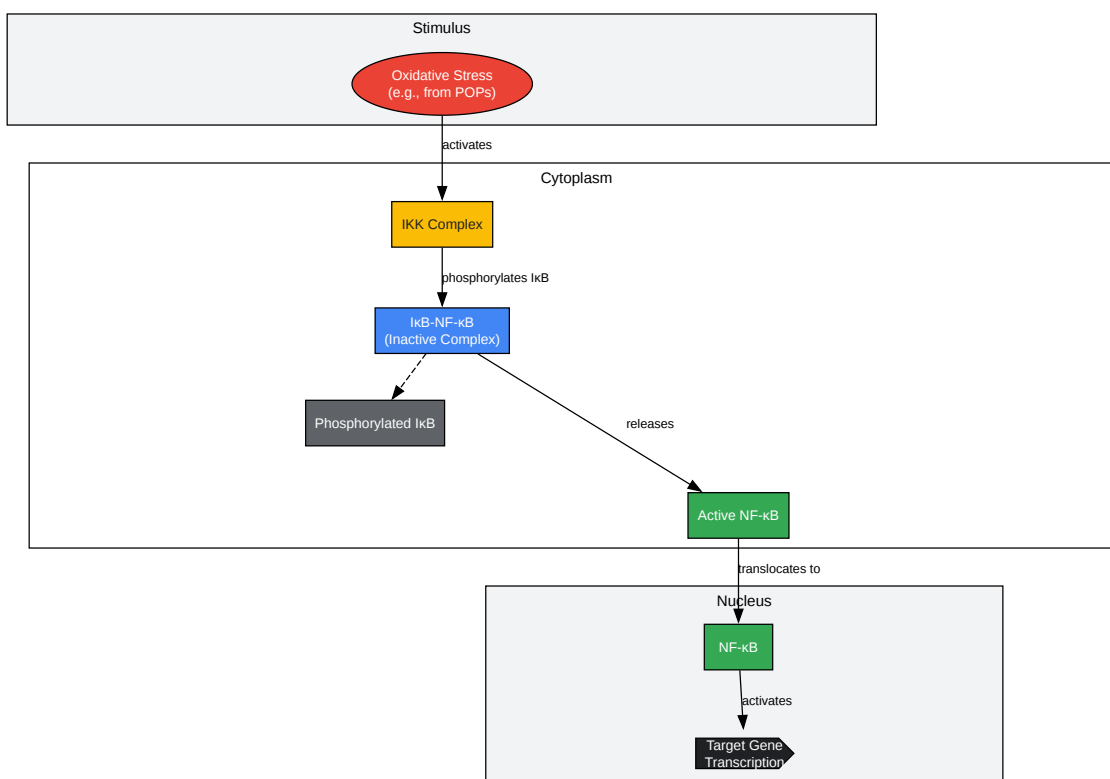 Stimulus
Oxidative Stress
(e.g., from POPs)
activates
Cytoplasm
IKK Complex
phosphorylates IκB
IκB-NF-κB
(Inactive Complex)
Phosphorylated IκB
releases
Active NF-κB
translocates to
Nucleus
NF-κB
activates
Target Gene
Transcription